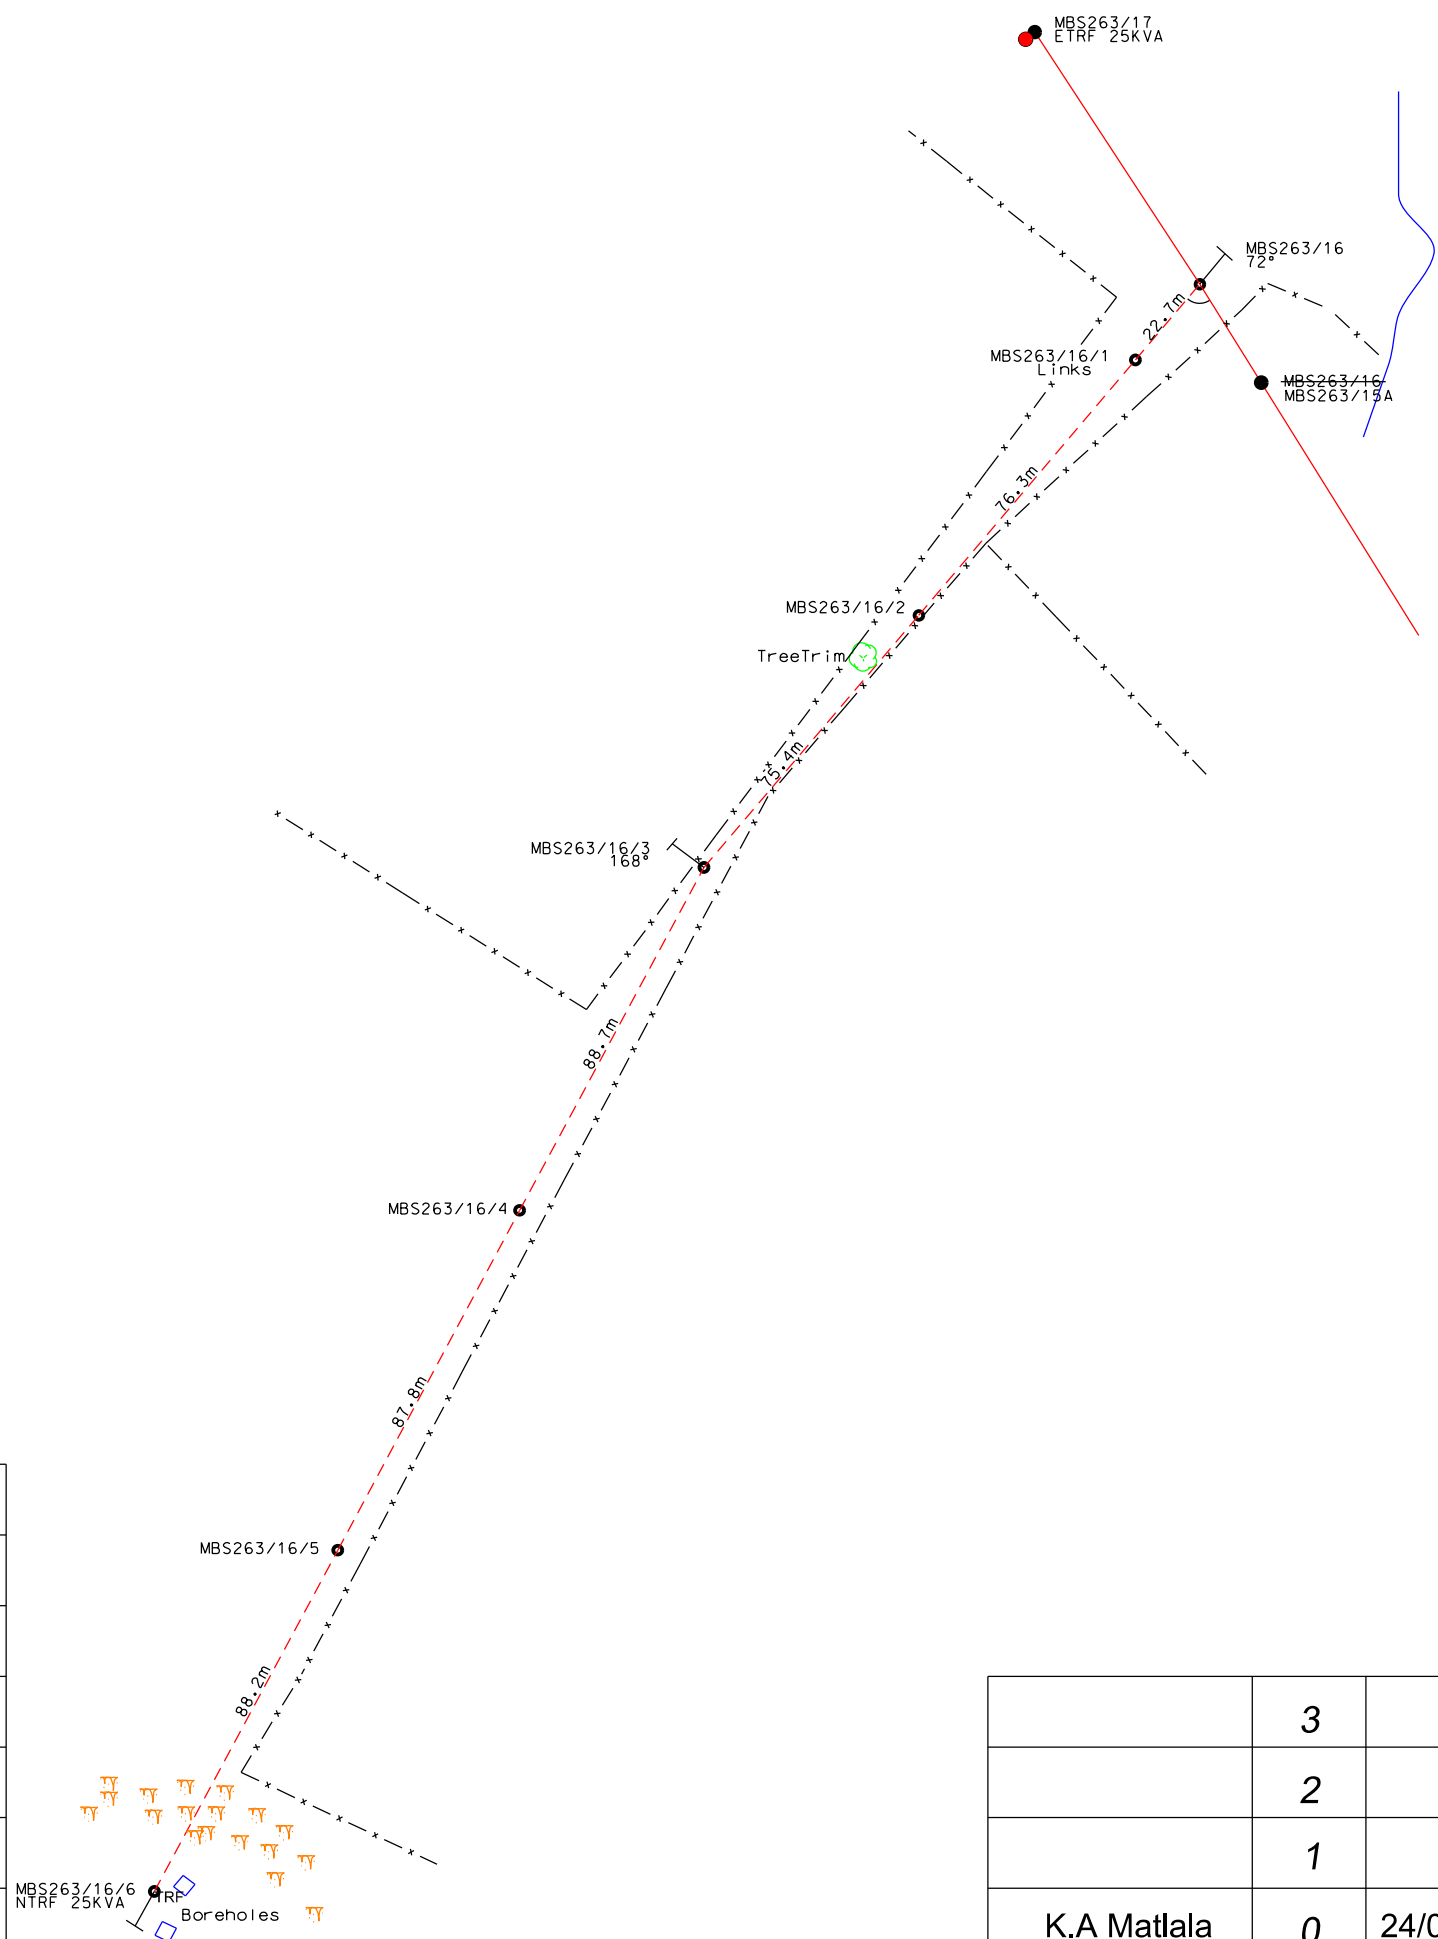 MBS263/17
ETRF 25KVA
MBS263/16
72°
22.7m
MBS263/16/1
Links
MBS263/16
MBS263/15A
76.3m
MBS263/16/2
TreeTrim
75.4m
MBS263/16/3
168°
88.7m
MBS263/16/4
87.8m
MBS263/16/5
88.2m
3
2
1
MBS263/16/6
NTRF 25KVA
TRF
Boreholes
K.A Matlala
0
24/0